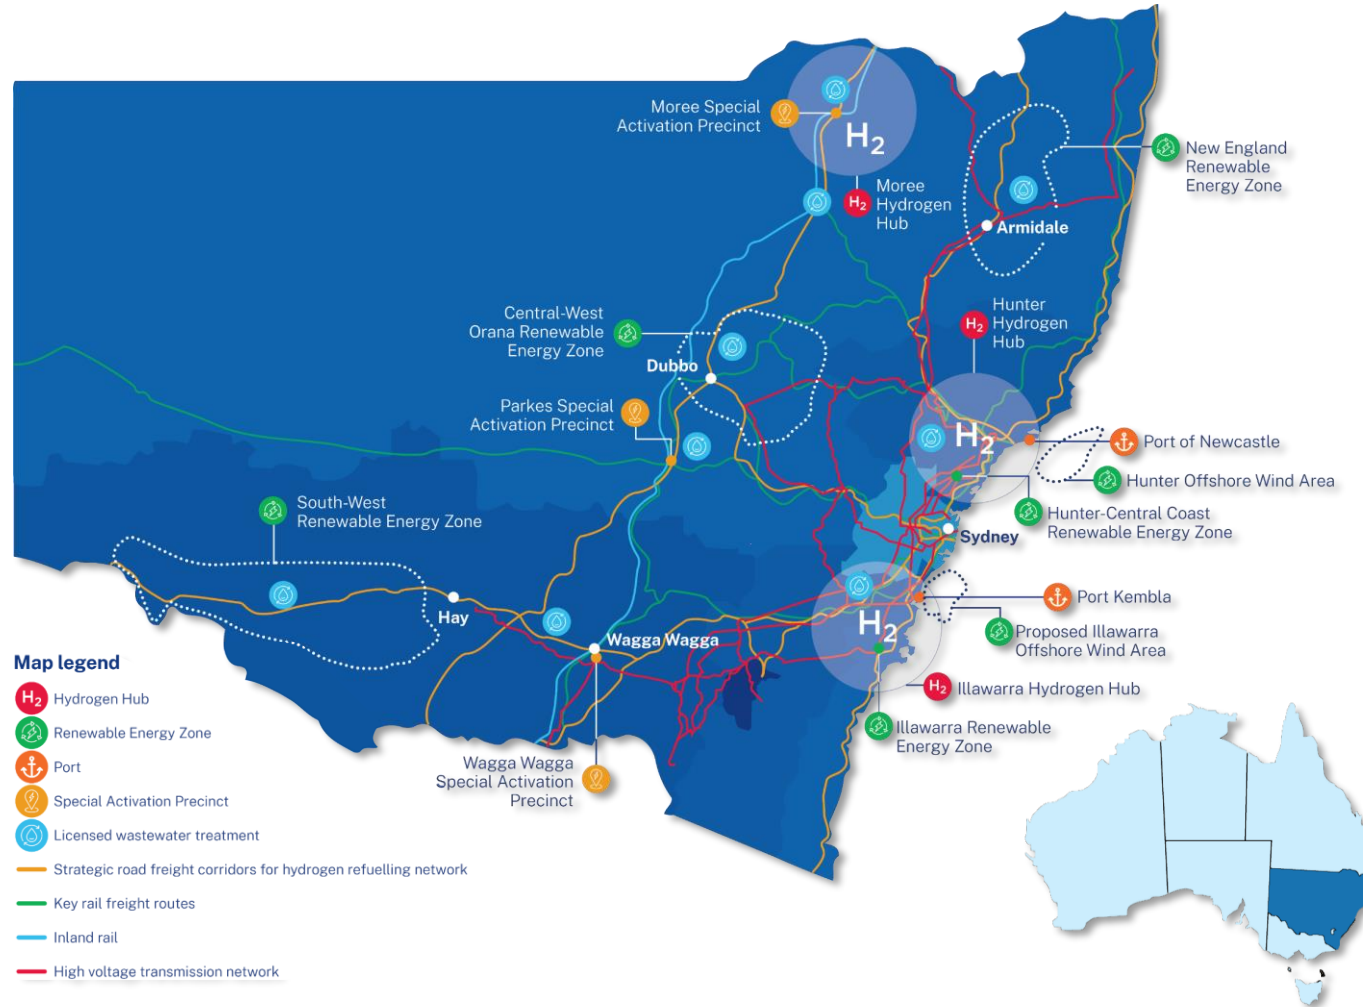 Moree Special
Activation Precinct
H2
Moree
Hydrogen
Hub
H2
New England
Renewable
Energy Zone
Armidale
Central-West
Orana Renewable
Energy Zone
Hunter
Hydrogen
Hub
H2
Dubbo
Parkes Special
Activation Precinct
H2
Port of Newcastle
Hunter Offshore Wind Area
Hunter-Central Coast
Renewable Energy Zone
South-West
Renewable Energy Zone
Sydney
Port Kembla
Hay
H2
Wagga Wagga
Proposed Illawarra
Offshore Wind Area
H2
Illawarra Hydrogen Hub
Illawarra Renewable
Energy Zone
Wagga Wagga
Special Activation
Precinct
Map legend
H2
Hydrogen Hub
Renewable Energy Zone
Port
Special Activation Precinct
Licensed wastewater treatment
Strategic road freight corridors for hydrogen refuelling network
Key rail freight routes
Inland rail
High voltage transmission network